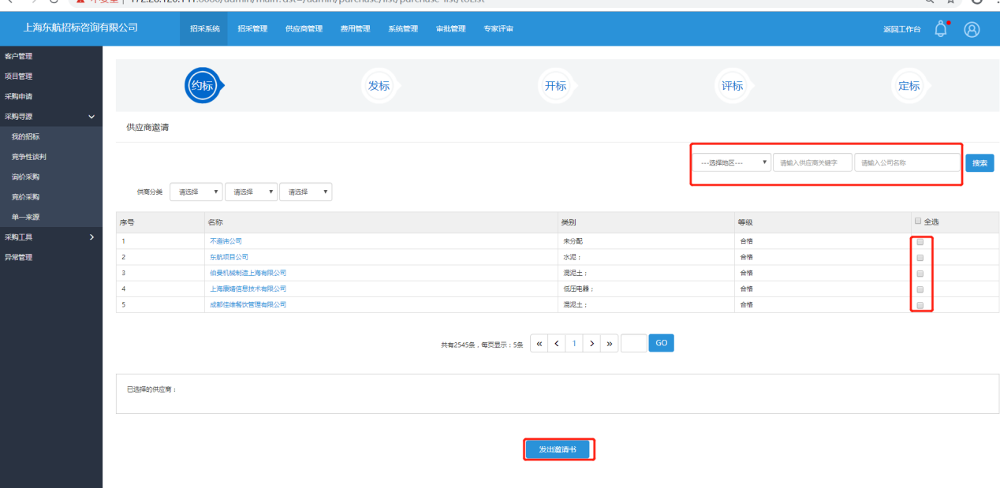 上海东航招标咨询有限公司 招采系统 招采管理 供应商管理 费用管理 系统管理 审批管理 专家评审 返回工作台
客户管理
项目管理
采购申请
采购寻源
我的招标
竞争性谈判
询价采购
竞价采购
单一来源
采购工具
异常管理
约标 发标 开标 评标 定标
供应商邀请
---选择地区--- 请输入供应商关键字 请输入公司名称 搜索
供商分类 请选择 请选择 请选择
序号 名称 类别 等级 全选
1 不避讳公司 未分配 合格
2 东航项目公司 水泥； 合格
3 伯曼机械制造上海有限公司 混泥土； 合格
4 上海康婧信息技术有限公司 低压电器； 合格
5 成都佳维餐饮管理有限公司 混泥土； 合格
共有2545条，每页显示：5条 « < 1 > » GO
已选择的供应商：
发出邀请书